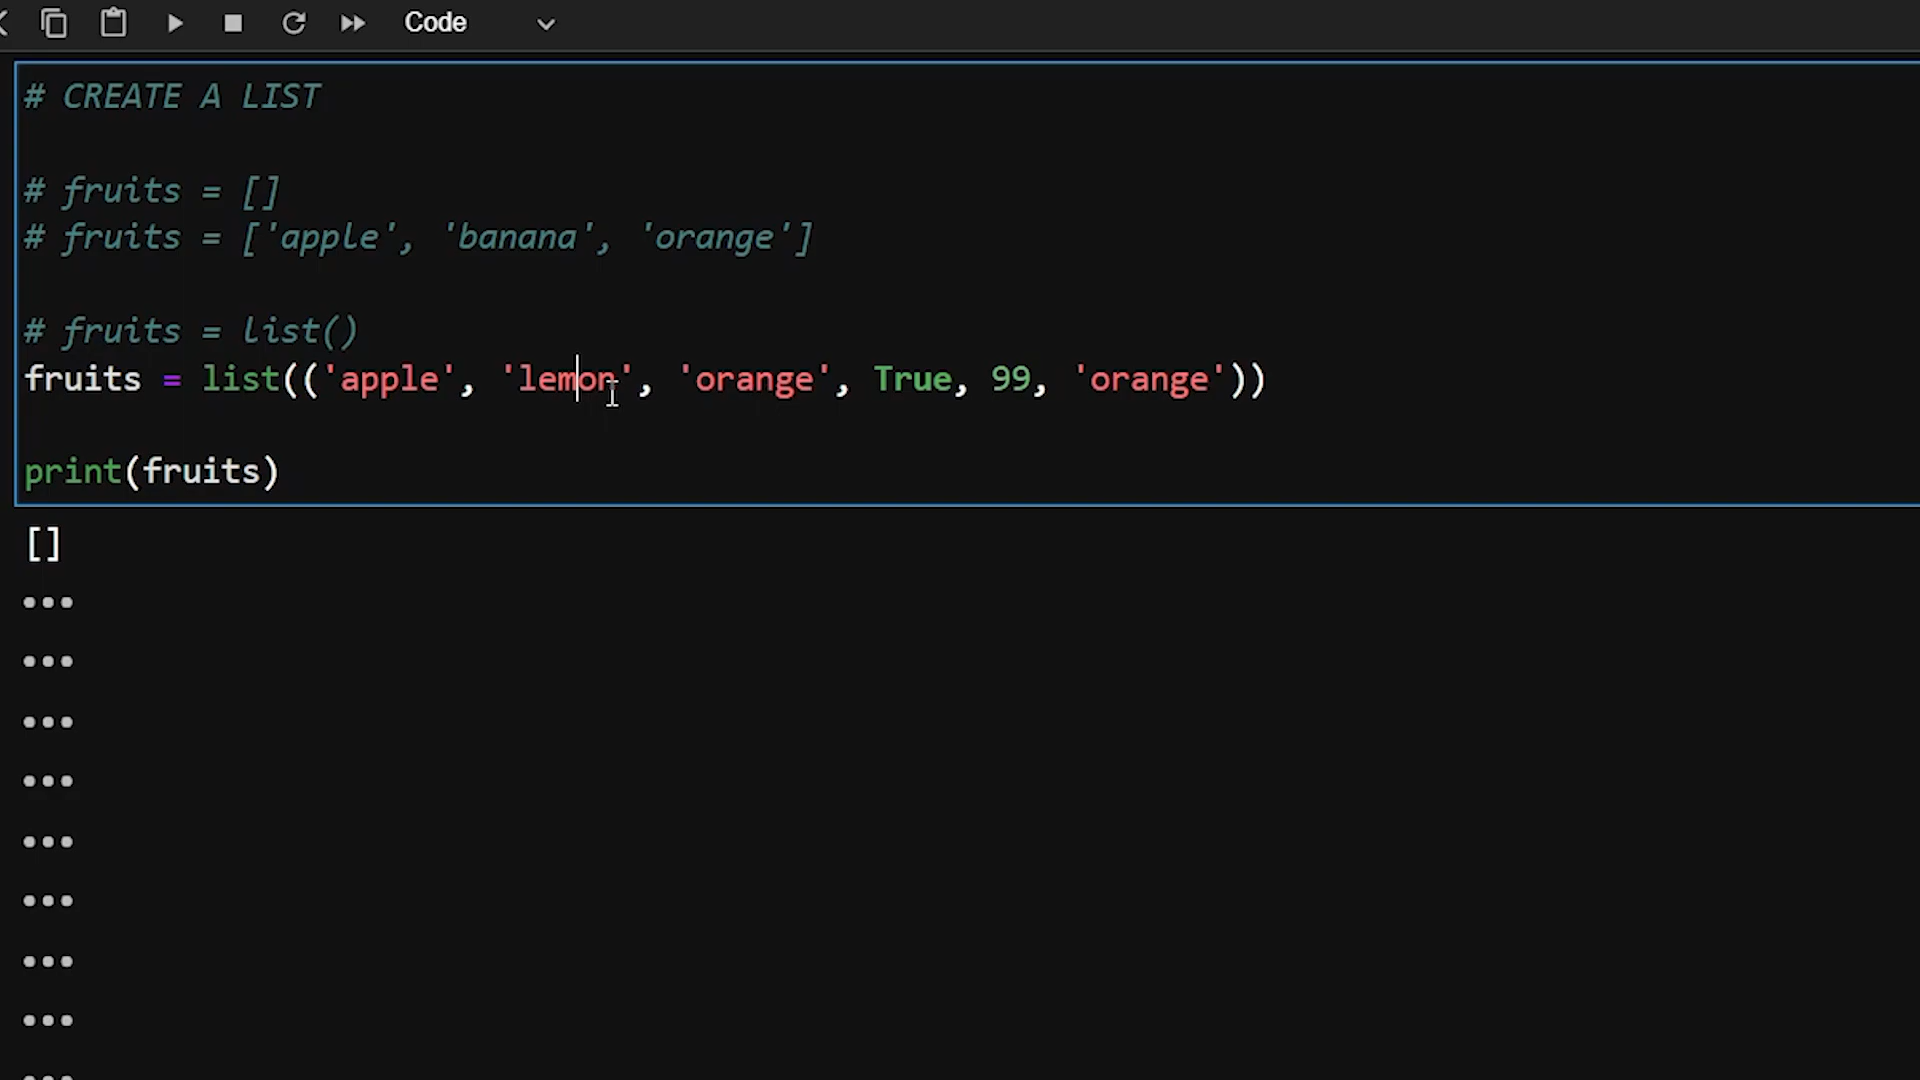 Code
# CREATE A LIST
# fruits = []
# fruits = ['apple', 'banana', 'orange']
# fruits = list()
fruits = list(('apple', 'lemon', 'orange', True, 99, 'orange'))
print(fruits)
[]